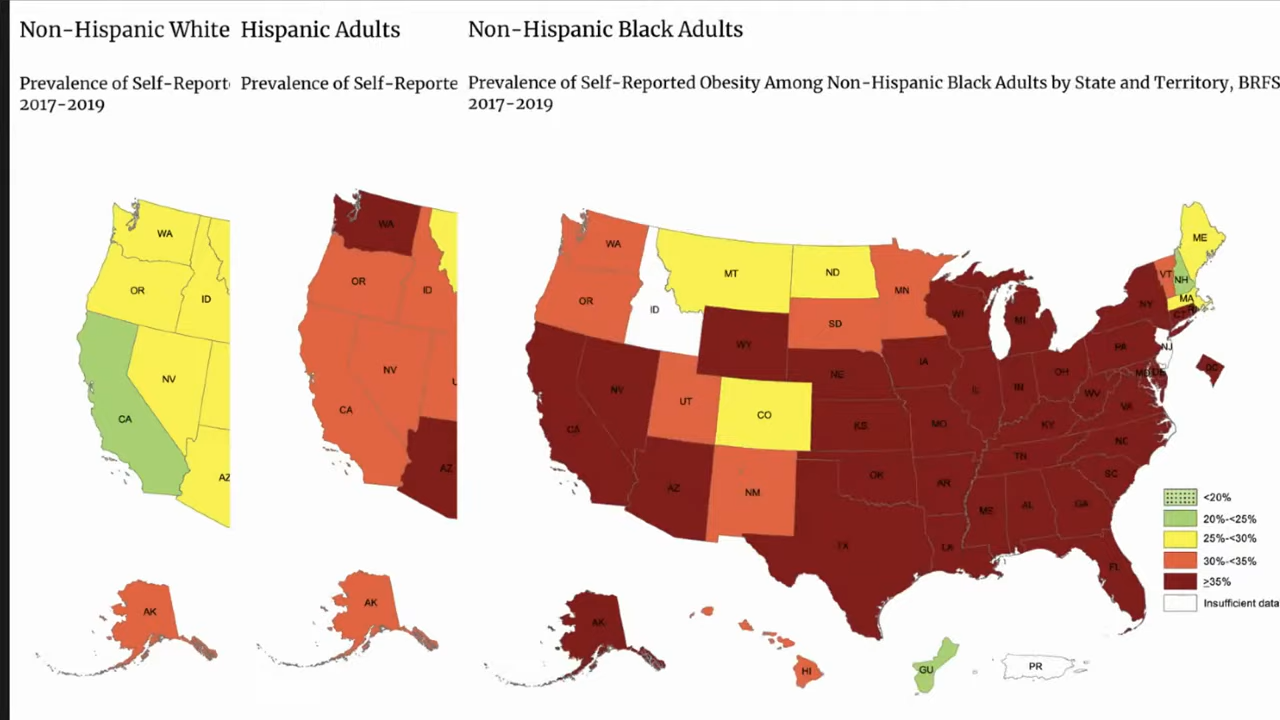 Non-Hispanic White
Prevalence of Self-Report
2017-2019
WA
OR
ID
NV
CA
AZ
AK
Hispanic Adults
Prevalence of Self-Reporte
WA
OR
ID
NV
U
CA
AZ
AK
Non-Hispanic Black Adults
Prevalence of Self-Reported Obesity Among Non-Hispanic Black Adults by State and Territory, BRFS
2017-2019
WA
OR
ID
MT
ND
MN
SD
WY
WI
MI
NY
VT
NH
ME
MA
CT
NJ
PA
DC
NE
IA
NV
UT
CO
CA
IL
IN
OH
WV
VA
KS
MO
KY
NC
TN
SC
AZ
NM
OK
AR
MS
AL
GA
TX
LA
FL
AK
HI
GU
PR
<20%
20%-<25%
25%-<30%
30%-<35%
≥35%
Insufficient data